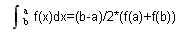 ∫ a b f(x)dx=(b-a)/2*(f(a)+f(b))